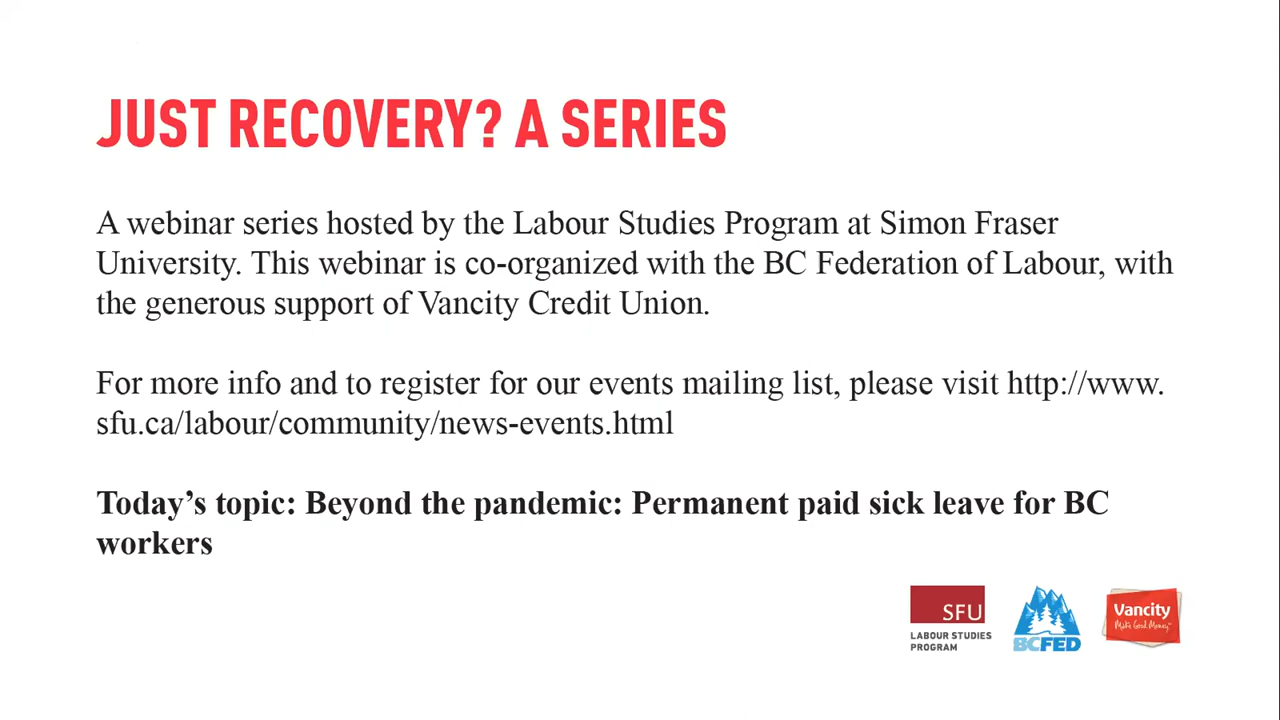 JUST RECOVERY? A SERIES
A webinar series hosted by the Labour Studies Program at Simon Fraser
University. This webinar is co-organized with the BC Federation of Labour, with
the generous support of Vancity Credit Union.
For more info and to register for our events mailing list, please visit http://www.
sfu.ca/labour/community/news-events.html
Today’s topic: Beyond the pandemic: Permanent paid sick leave for BC
workers
SFU
LABOUR STUDIES
PROGRAM
BCFED
Vancity
Make Good Money™